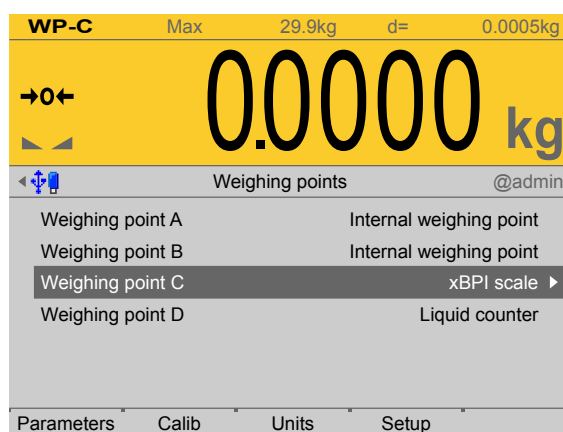 WP-C Max 29.9kg d= 0.0005kg
→0←
0.0000 kg
Weighing points @admin
Weighing point A Internal weighing point
Weighing point B Internal weighing point
Weighing point C xBPI scale
Weighing point D Liquid counter
Parameters Calib Units Setup